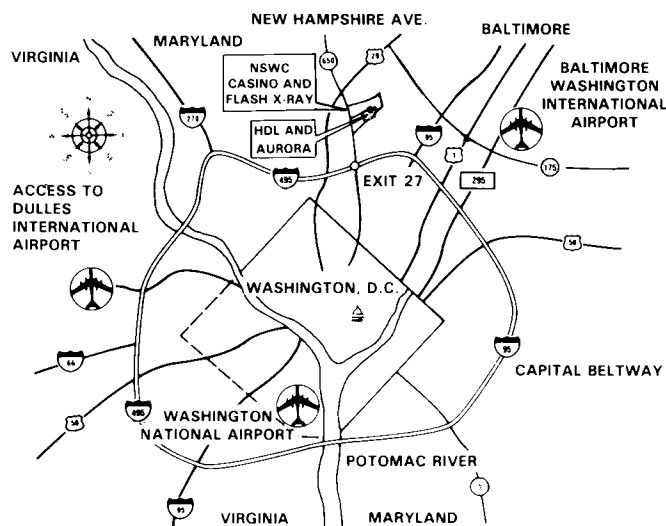 NEW HAMPSHIRE AVE.
VIRGINIA
MARYLAND
BALTIMORE
29
650
NSWC
CASINO AND
FLASH X-RAY
BALTIMORE
WASHINGTON
INTERNATIONAL
AIRPORT
270
HDL AND
AURORA
95
1
175
295
495
EXIT 27
ACCESS TO
DULLES
INTERNATIONAL
AIRPORT
50
WASHINGTON, D.C.
95
66
CAPITAL BELTWAY
495
50
WASHINGTON
NATIONAL AIRPORT
POTOMAC RIVER
5
95
VIRGINIA
MARYLAND